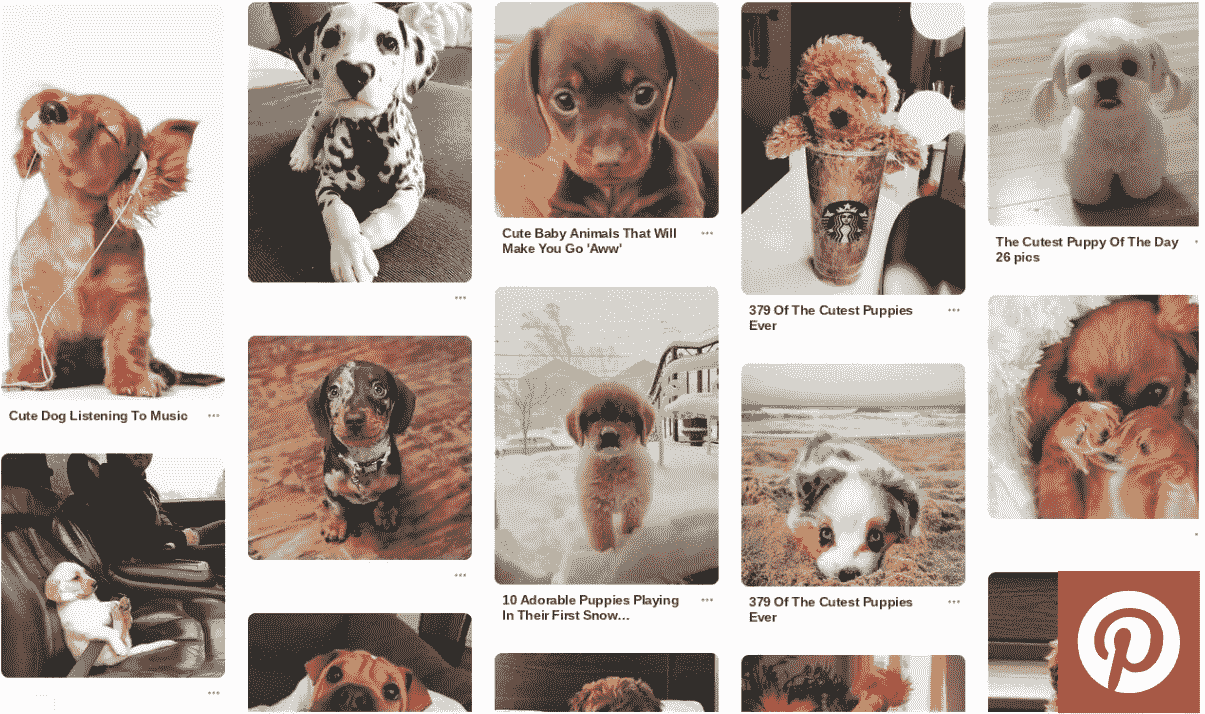 Cute Dog Listening To Music
Cute Baby Animals That Will
Make You Go 'Aww'
10 Adorable Puppies Playing
In Their First Snow...
379 Of The Cutest Puppies
Ever
379 Of The Cutest Puppies
Ever
The Cutest Puppy Of The Day
26 pics